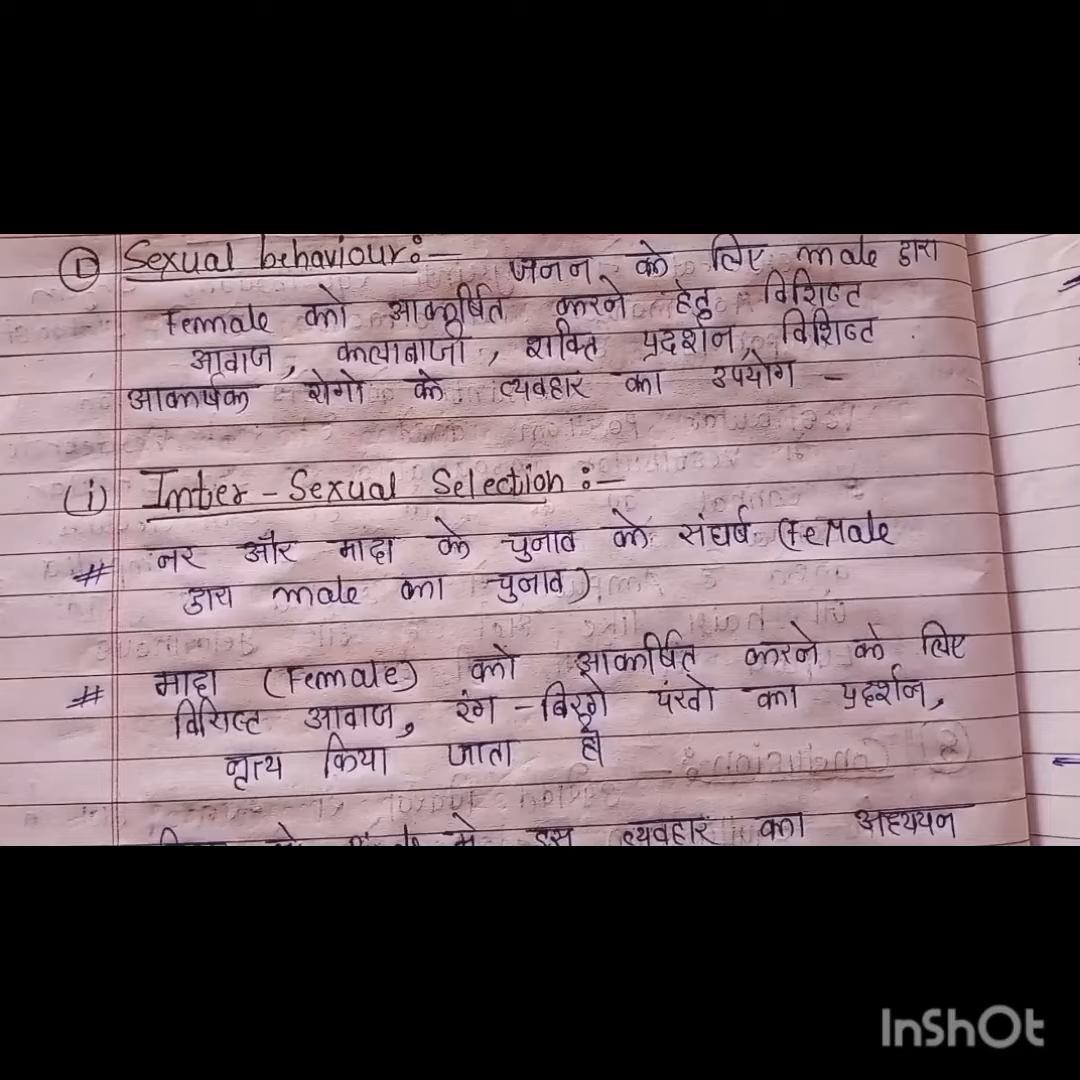 ① Sexual behaviour:- जनन के लिए male द्वारा
Female को आकर्षित करने हेतु विशिष्ट
आवाज, कलाबाजी, शक्ति प्रदर्शन, विशिष्ट
आकर्षक रंगो के व्यवहार का उपयोग -
(i) Inter-Sexual Selection :-
# नर और मादा के चुनाव के संघर्ष (FeMale
द्वारा male का चुनाव)
# मादा (Female) को आकर्षित करने के लिए
विशिष्ट आवाज, रंग-बिरंगे पंखो का प्रदर्शन,
नृत्य किया जाता है
मे इस व्यवहार का अध्ययन
InShOt